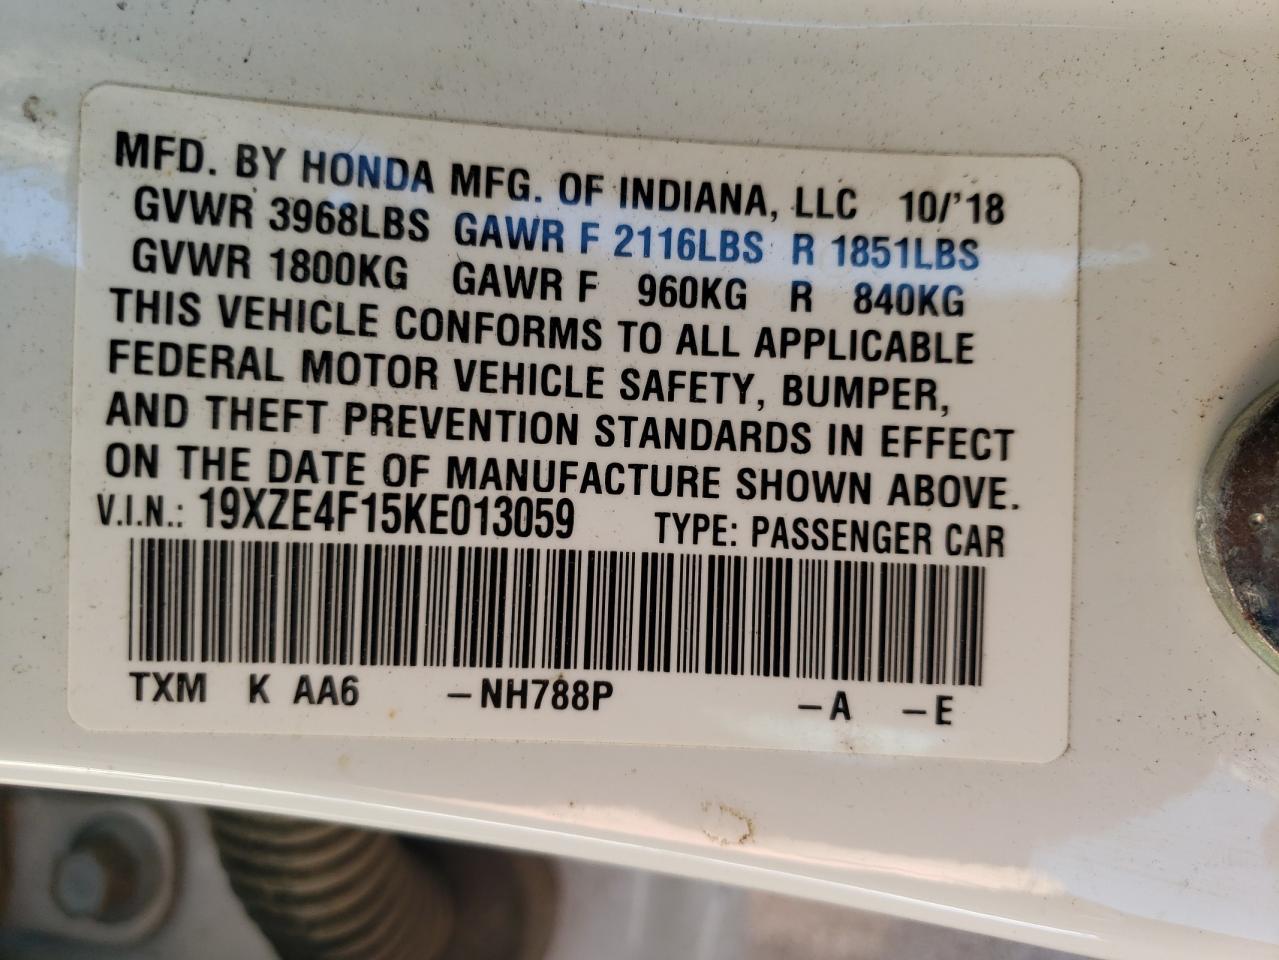 MFD. BY HONDA MFG. OF INDIANA, LLC 10/'18
GVWR 3968LBS GAWR F 2116LBS R 1851LBS
GVWR 1800KG GAWR F 960KG R 840KG
THIS VEHICLE CONFORMS TO ALL APPLICABLE
FEDERAL MOTOR VEHICLE SAFETY, BUMPER,
AND THEFT PREVENTION STANDARDS IN EFFECT
ON THE DATE OF MANUFACTURE SHOWN ABOVE.
V.I.N.: 19XZE4F15KE013059 TYPE: PASSENGER CAR
TXM K AA6 –NH788P –A –E